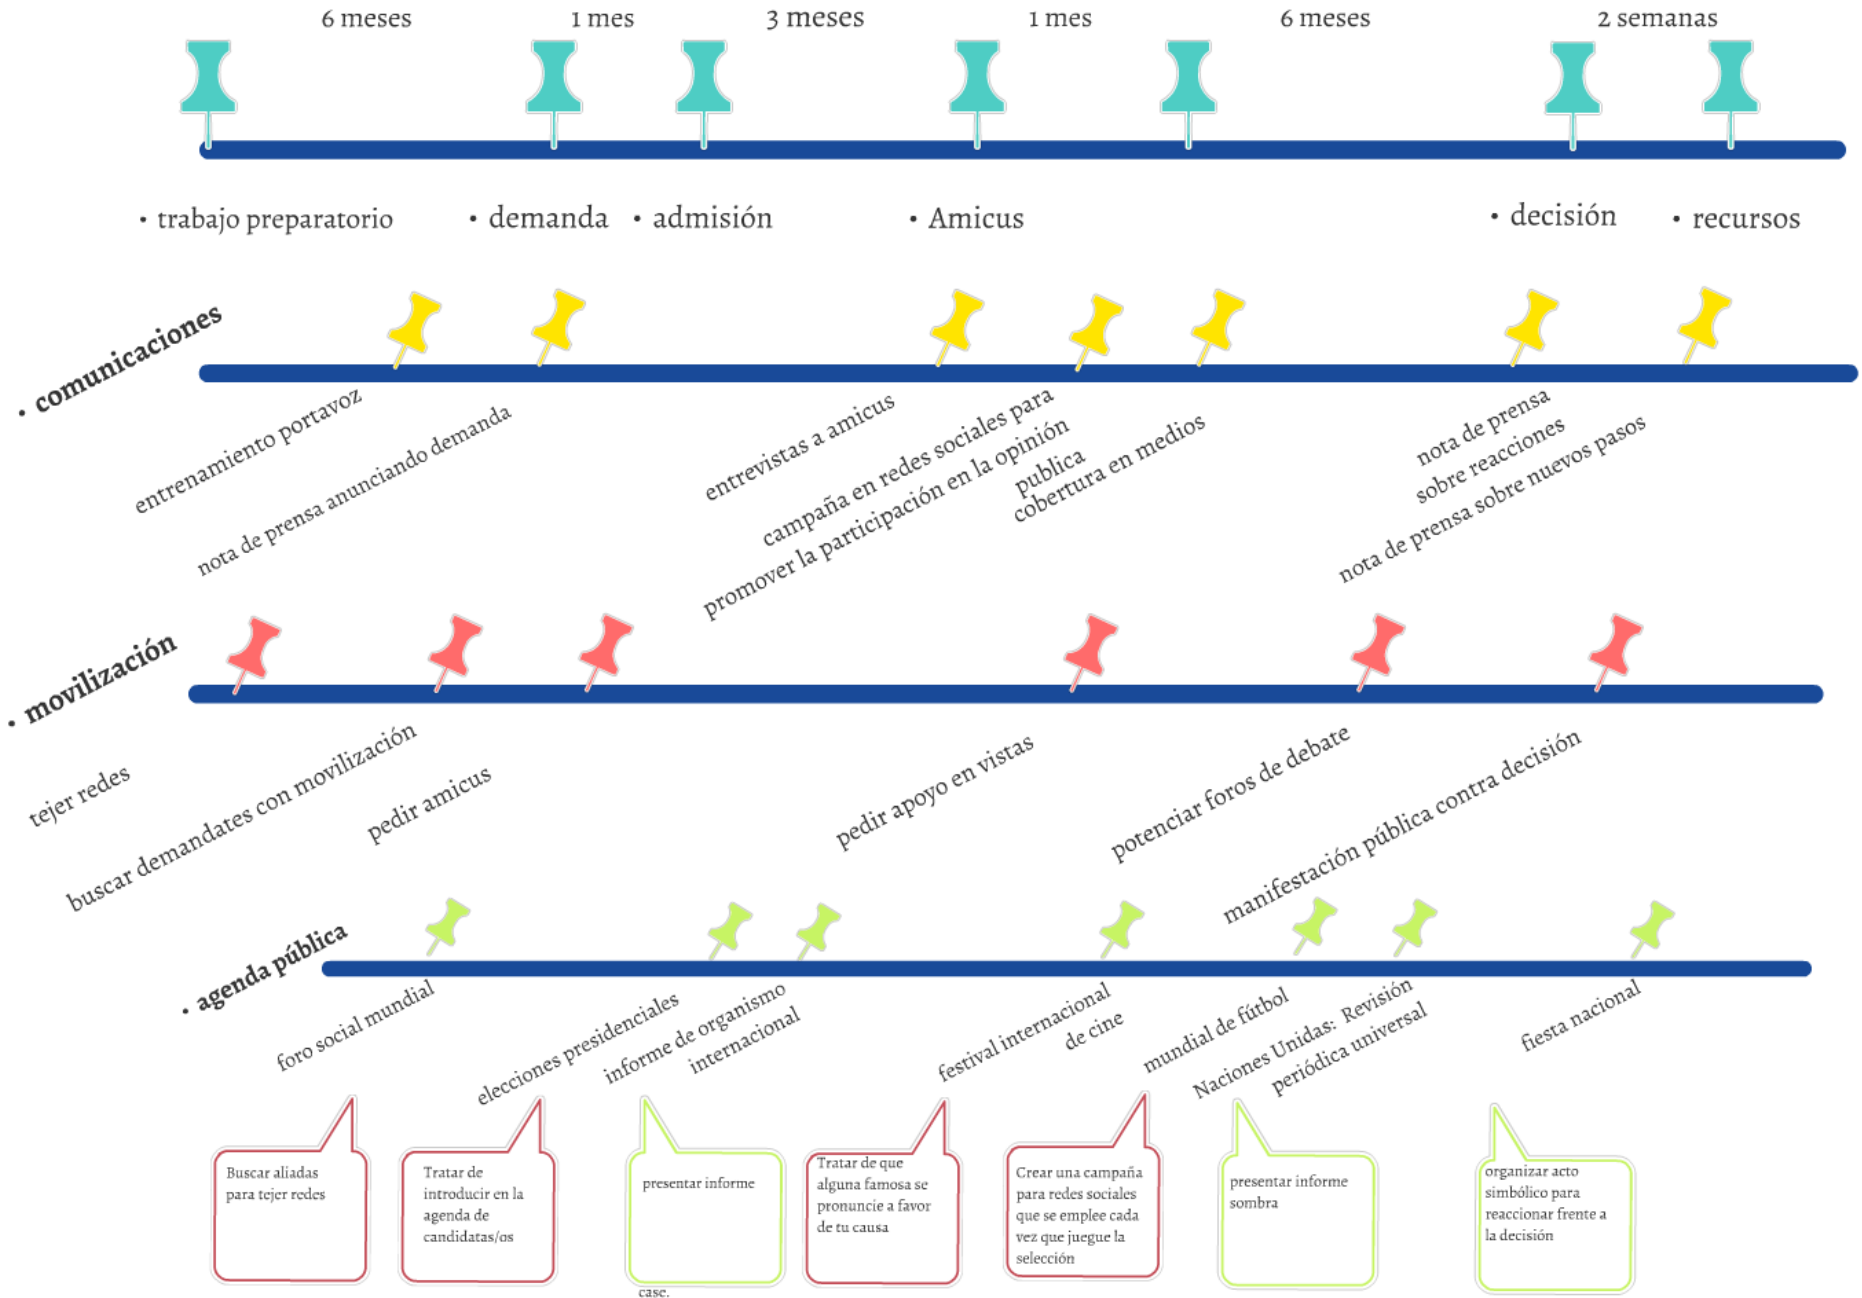 6 meses
1 mes
3 meses
1 mes
6 meses
2 semanas
• trabajo preparatorio
• demanda
• admisión
• Amicus
• decisión
• recursos
• comunicaciones
entrenamiento portavoz
nota de prensa anunciando demanda
entrevistas a amicus
campaña en redes sociales para
promover la participación en la opinión
publica
cobertura en medios
nota de prensa
sobre reacciones
nota de prensa sobre nuevos pasos
• movilización
tejer redes
buscar demandates con movilización
pedir amicus
pedir apoyo en vistas
potenciar foros de debate
manifestación pública contra decisión
• agenda pública
foro social mundial
elecciones presidenciales
informe de organismo
internacional
festival internacional
de cine
mundial de fútbol
Naciones Unidas: Revisión
periódica universal
fiesta nacional
Buscar aliadas
para tejer redes
Tratar de
introducir en la
agenda de
candidatas/os
presentar informe
case.
Tratar de que
alguna famosa se
pronuncie a favor
de tu causa
Crear una campaña
para redes sociales
que se emplee cada
vez que juegue la
selección
presentar informe
sombra
organizar acto
simbólico para
reaccionar frente a
la decisión